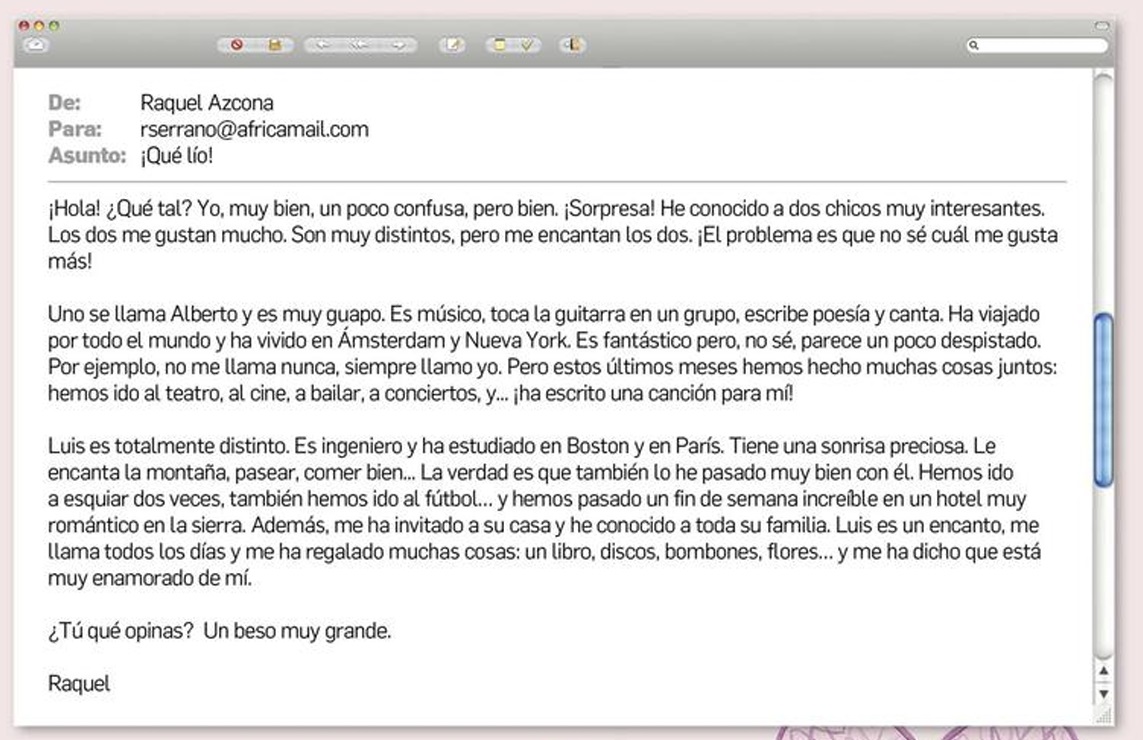 De: Raquel Azcona
Para: rserrano@africamail.com
Asunto: ¡Qué lío!
¡Hola! ¿Qué tal? Yo, muy bien, un poco confusa, pero bien. ¡Sorpresa! He conocido a dos chicos muy interesantes.
Los dos me gustan mucho. Son muy distintos, pero me encantan los dos. ¡El problema es que no sé cuál me gusta
más!
Uno se llama Alberto y es muy guapo. Es músico, toca la guitarra en un grupo, escribe poesía y canta. Ha viajado
por todo el mundo y ha vivido en Ámsterdam y Nueva York. Es fantástico pero, no sé, parece un poco despistado.
Por ejemplo, no me llama nunca, siempre llamo yo. Pero estos últimos meses hemos hecho muchas cosas juntos:
hemos ido al teatro, al cine, a bailar, a conciertos, y... ¡ha escrito una canción para mí!
Luis es totalmente distinto. Es ingeniero y ha estudiado en Boston y en París. Tiene una sonrisa preciosa. Le
encanta la montaña, pasear, comer bien... La verdad es que también lo he pasado muy bien con él. Hemos ido
a esquiar dos veces, también hemos ido al fútbol... y hemos pasado un fin de semana increíble en un hotel muy
romántico en la sierra. Además, me ha invitado a su casa y he conocido a toda su familia. Luis es un encanto, me
llama todos los días y me ha regalado muchas cosas: un libro, discos, bombones, flores... y me ha dicho que está
muy enamorado de mí.
¿Tú qué opinas? Un beso muy grande.
Raquel